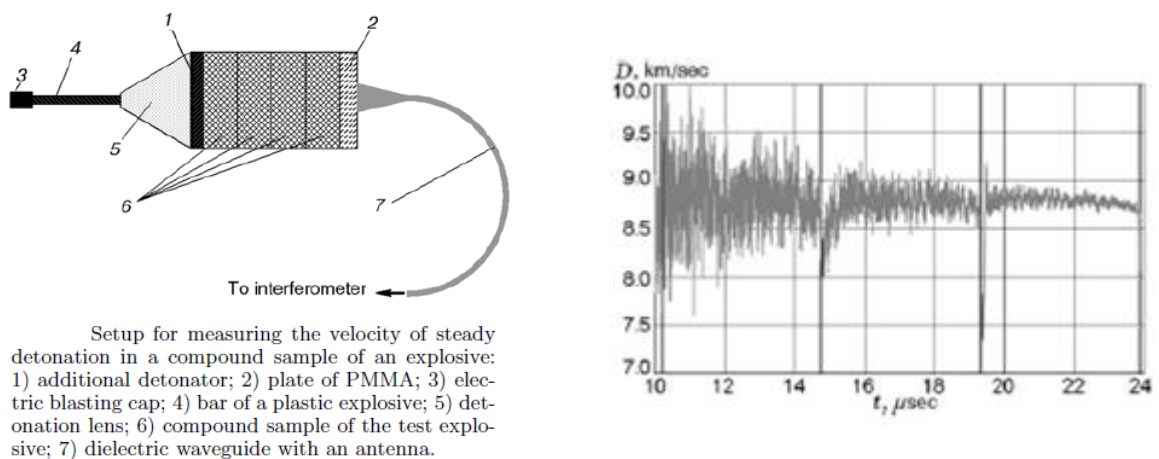 1
2
4
3
5
6
7
To interferometer
Setup for measuring the velocity of steady
detonation in a compound sample of an explosive:
1) additional detonator; 2) plate of PMMA; 3) elec-
tric blasting cap; 4) bar of a plastic explosive; 5) det-
onation lens; 6) compound sample of the test explo-
sive; 7) dielectric waveguide with an antenna.
D, km/sec
10.0
9.5
9.0
8.5
8.0
7.5
7.0
10 12 14 16 18 20 22 24
t, μsec